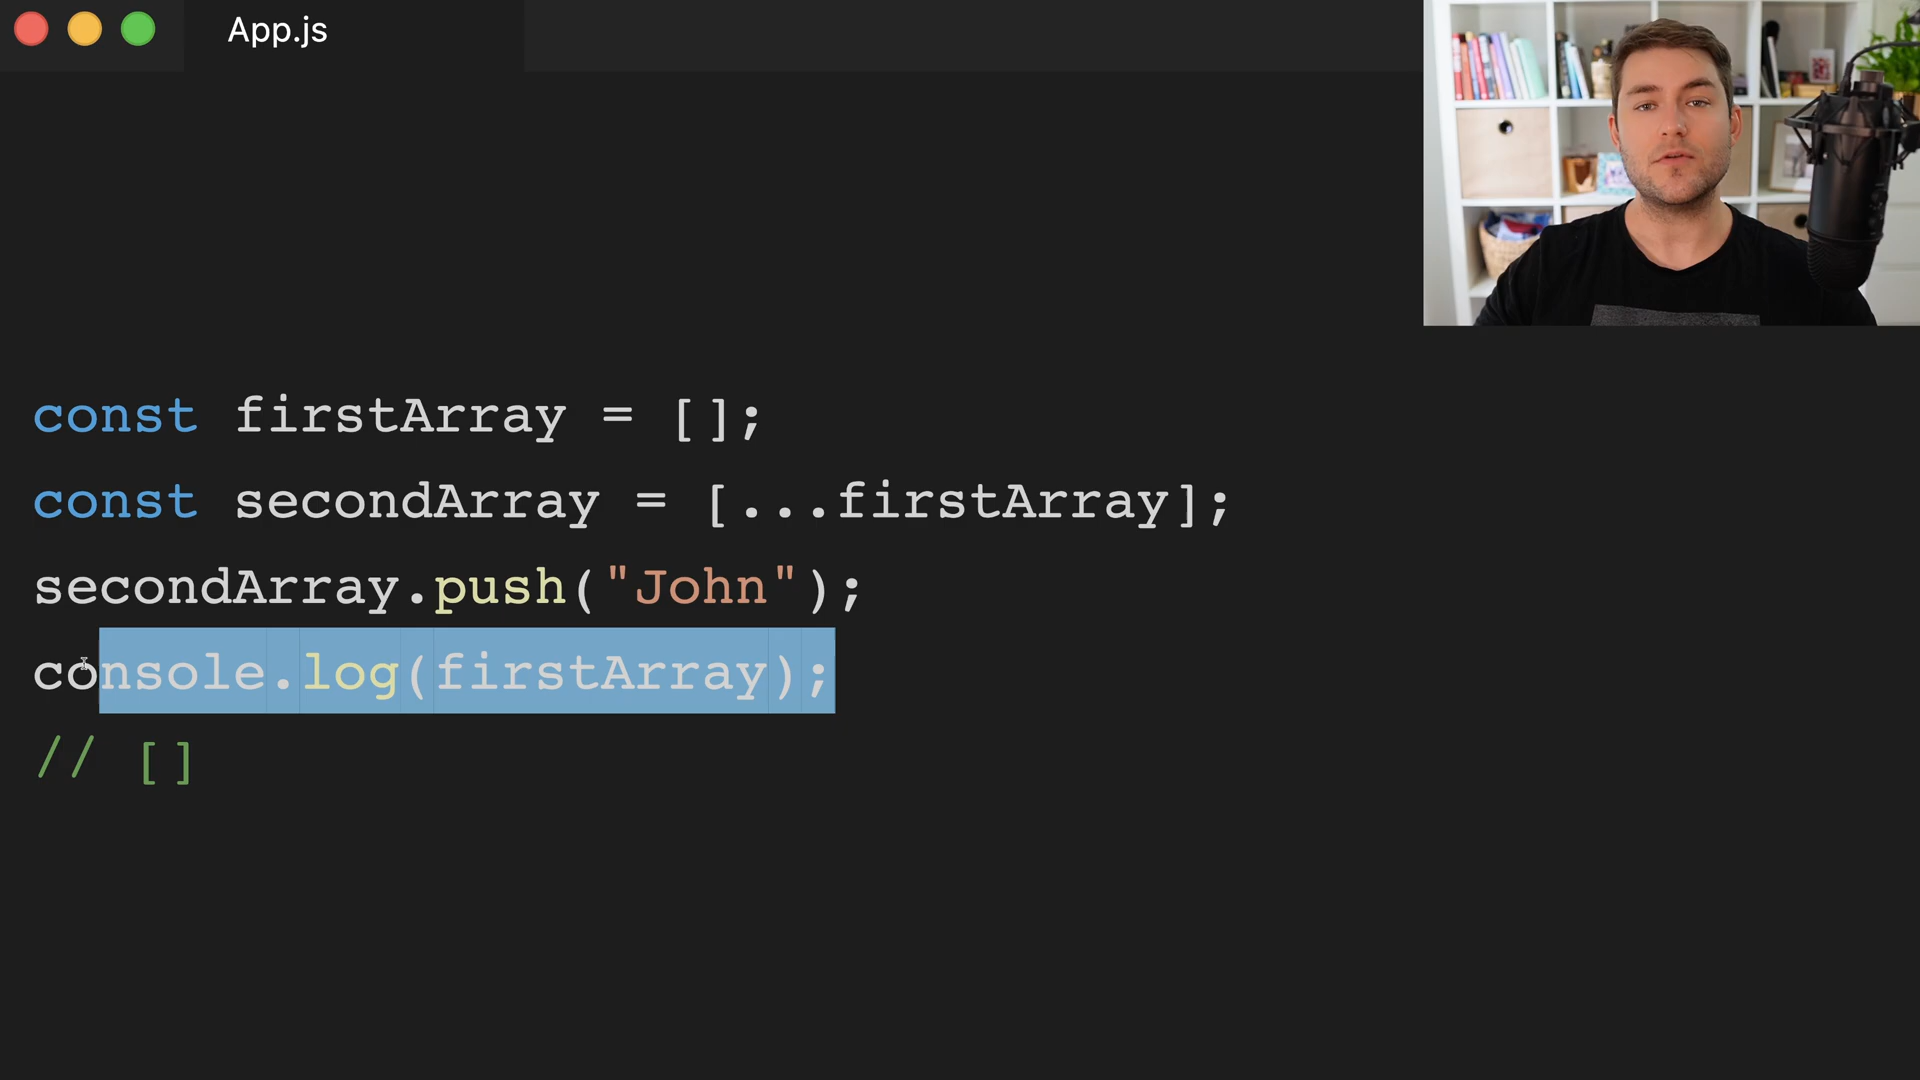 App.js
const firstArray = [];
const secondArray = [...firstArray];
secondArray.push("John");
console.log(firstArray);
// []